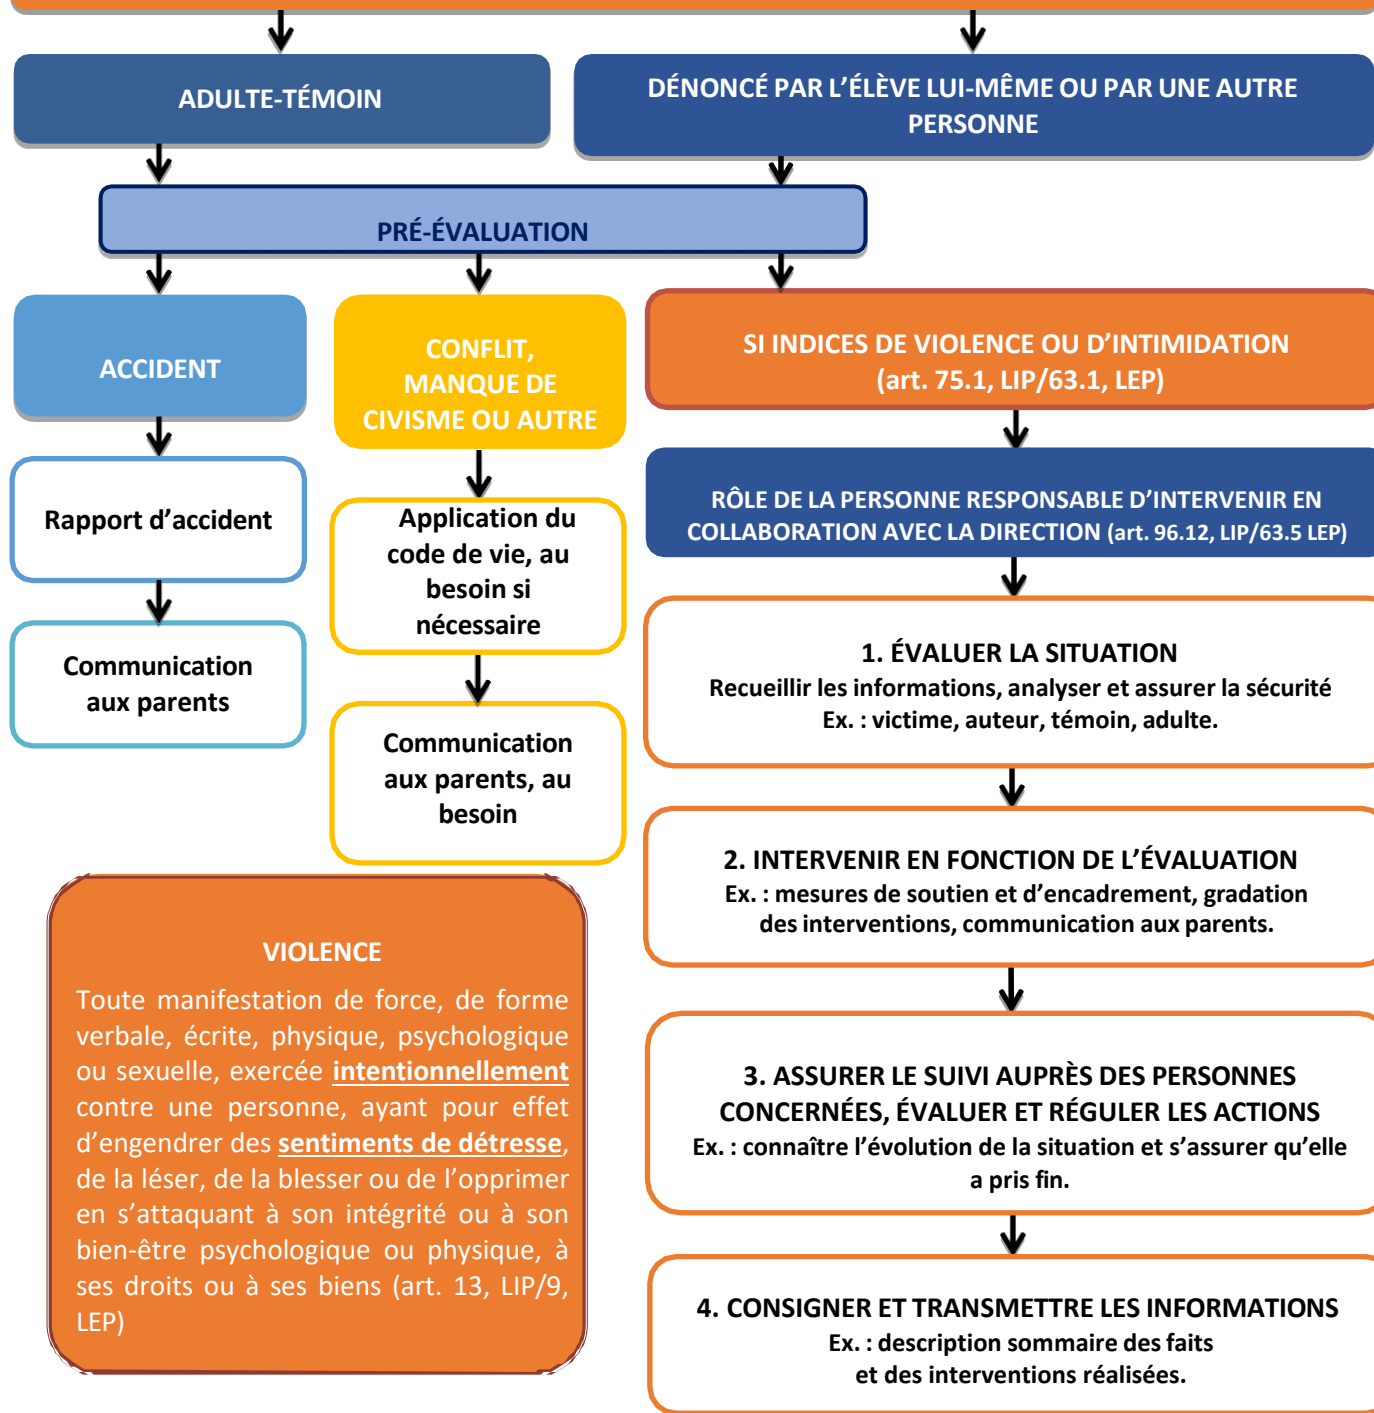 ADULTE-TÉMOIN
DÉNONCÉ PAR L’ÉLÈVE LUI-MÊME OU PAR UNE AUTRE
PERSONNE
PRÉ-ÉVALUATION
ACCIDENT
CONFLIT,
MANQUE DE
CIVISME OU AUTRE
SI INDICES DE VIOLENCE OU D’INTIMIDATION
(art. 75.1, LIP/63.1, LEP)
Rapport d’accident
Communication
aux parents
Application du
code de vie, au
besoin si
nécessaire
Communication
aux parents, au
besoin
RÔLE DE LA PERSONNE RESPONSABLE D’INTERVENIR EN
COLLABORATION AVEC LA DIRECTION (art. 96.12, LIP/63.5 LEP)
1. ÉVALUER LA SITUATION
Recueillir les informations, analyser et assurer la sécurité
Ex. : victime, auteur, témoin, adulte.
2. INTERVENIR EN FONCTION DE L’ÉVALUATION
Ex. : mesures de soutien et d’encadrement, gradation
des interventions, communication aux parents.
3. ASSURER LE SUIVI AUPRÈS DES PERSONNES
CONCERNÉES, ÉVALUER ET RÉGULER LES ACTIONS
Ex. : connaître l’évolution de la situation et s’assurer qu’elle
a pris fin.
4. CONSIGNER ET TRANSMETTRE LES INFORMATIONS
Ex. : description sommaire des faits
et des interventions réalisées.
VIOLENCE
Toute manifestation de force, de forme
verbale, écrite, physique, psychologique
ou sexuelle, exercée intentionnellement
contre une personne, ayant pour effet
d’engendrer des sentiments de détresse,
de la léser, de la blesser ou de l’opprimer
en s’attaquant à son intégrité ou à son
bien-être psychologique ou physique, à
ses droits ou à ses biens (art. 13, LIP/9,
LEP)